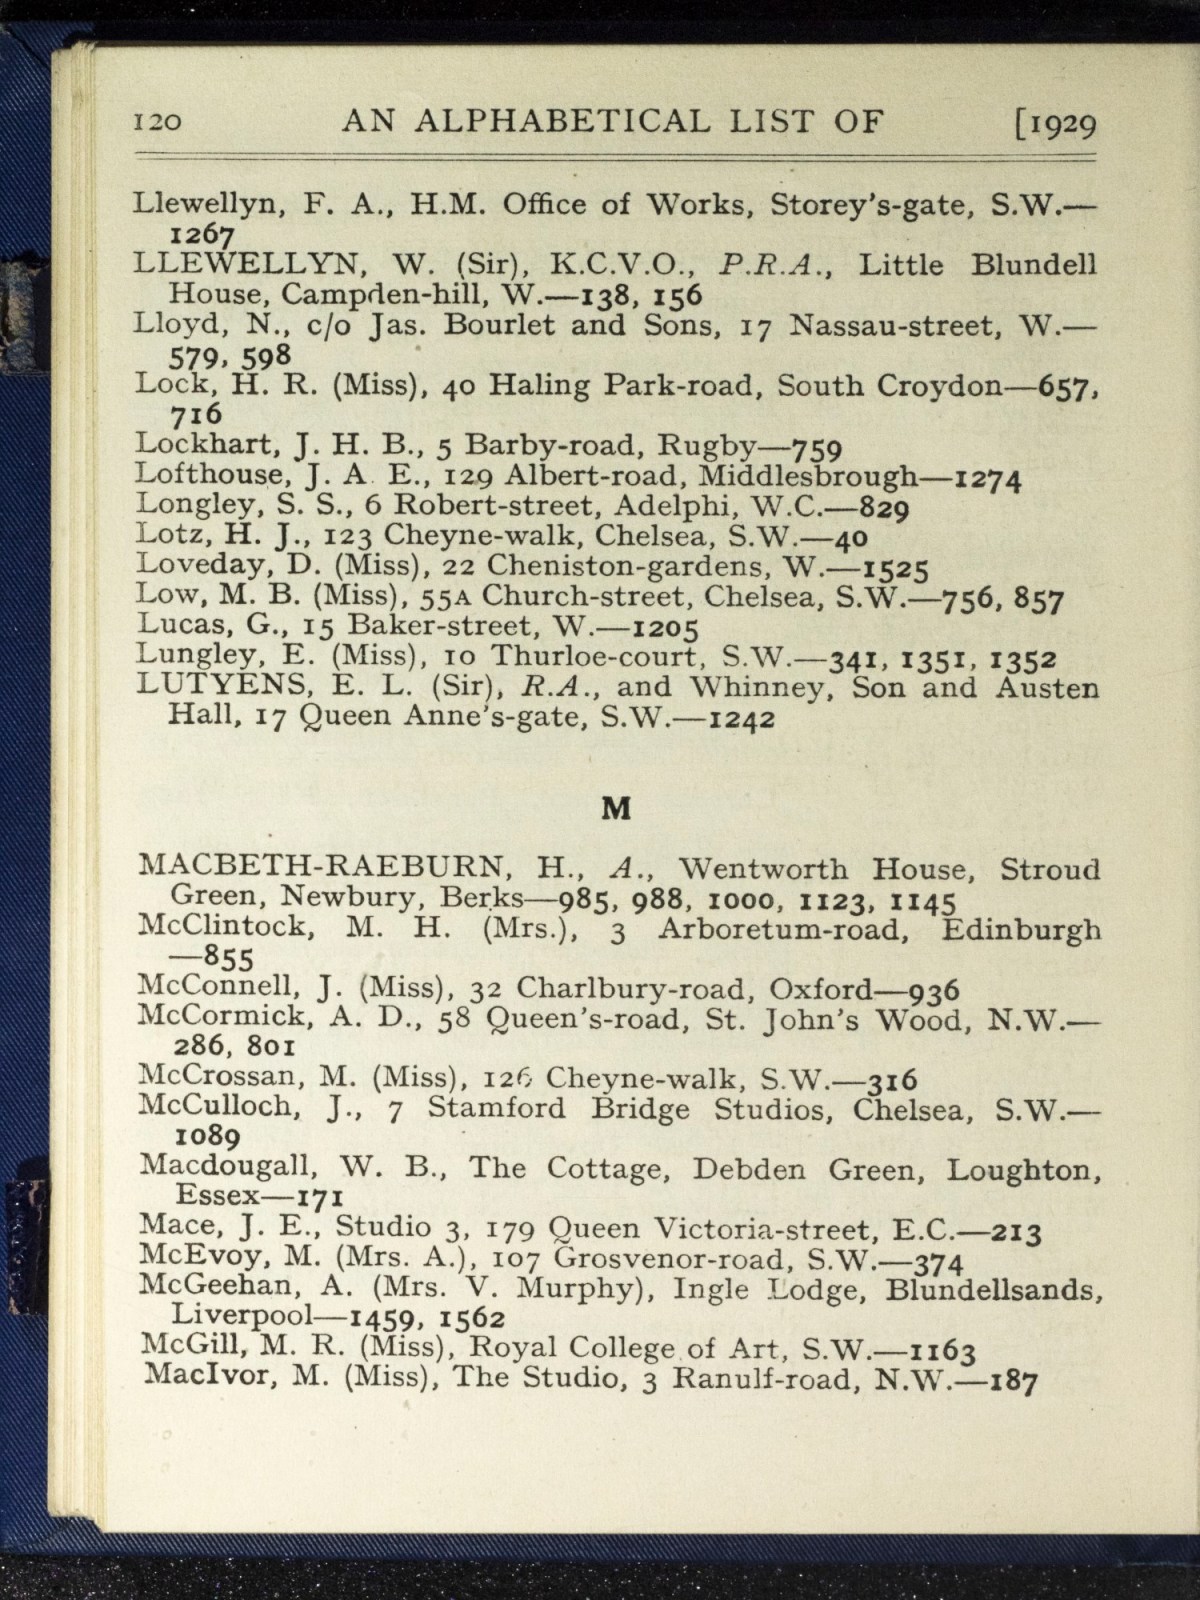 120 AN ALPHABETICAL LIST OF [1929
Llewellyn, F. A., H.M. Office of Works, Storey's-gate, S.W.—
1267
LLEWELLYN, W. (Sir), K.C.V.O., P.R.A., Little Blundell
House, Campden-hill, W.—138, 156
Lloyd, N., c/o Jas. Bourlet and Sons, 17 Nassau-street, W.—
579, 598
Lock, H. R. (Miss), 40 Haling Park-road, South Croydon—657,
716
Lockhart, J. H. B., 5 Barby-road, Rugby—759
Lofthouse, J. A. E., 129 Albert-road, Middlesbrough—1274
Longley, S. S., 6 Robert-street, Adelphi, W.C.—829
Lotz, H. J., 123 Cheyne-walk, Chelsea, S.W.—40
Loveday, D. (Miss), 22 Cheniston-gardens, W.—1525
Low, M. B. (Miss), 55A Church-street, Chelsea, S.W.—756, 857
Lucas, G., 15 Baker-street, W.—1205
Lungley, E. (Miss), 10 Thurloe-court, S.W.—341, 1351, 1352
LUTYENS, E. L. (Sir), R.A., and Whinney, Son and Austen
Hall, 17 Queen Anne's-gate, S.W.—1242
M
MACBETH-RAEBURN, H., A., Wentworth House, Stroud
Green, Newbury, Berks—985, 988, 1000, 1123, 1145
McClintock, M. H. (Mrs.), 3 Arboretum-road, Edinburgh
—855
McConnell, J. (Miss), 32 Charlbury-road, Oxford—936
McCormick, A. D., 58 Queen's-road, St. John's Wood, N.W.—
286, 801
McCrossan, M. (Miss), 126 Cheyne-walk, S.W.—316
McCulloch, J., 7 Stamford Bridge Studios, Chelsea, S.W.—
1089
Macdougall, W. B., The Cottage, Debden Green, Loughton,
Essex—171
Mace, J. E., Studio 3, 179 Queen Victoria-street, E.C.—213
McEvoy, M. (Mrs. A.), 107 Grosvenor-road, S.W.—374
McGeehan, A. (Mrs. V. Murphy), Ingle Lodge, Blundellsands,
Liverpool—1459, 1562
McGill, M. R. (Miss), Royal College of Art, S.W.—1163
MacIvor, M. (Miss), The Studio, 3 Ranulf-road, N.W.—187